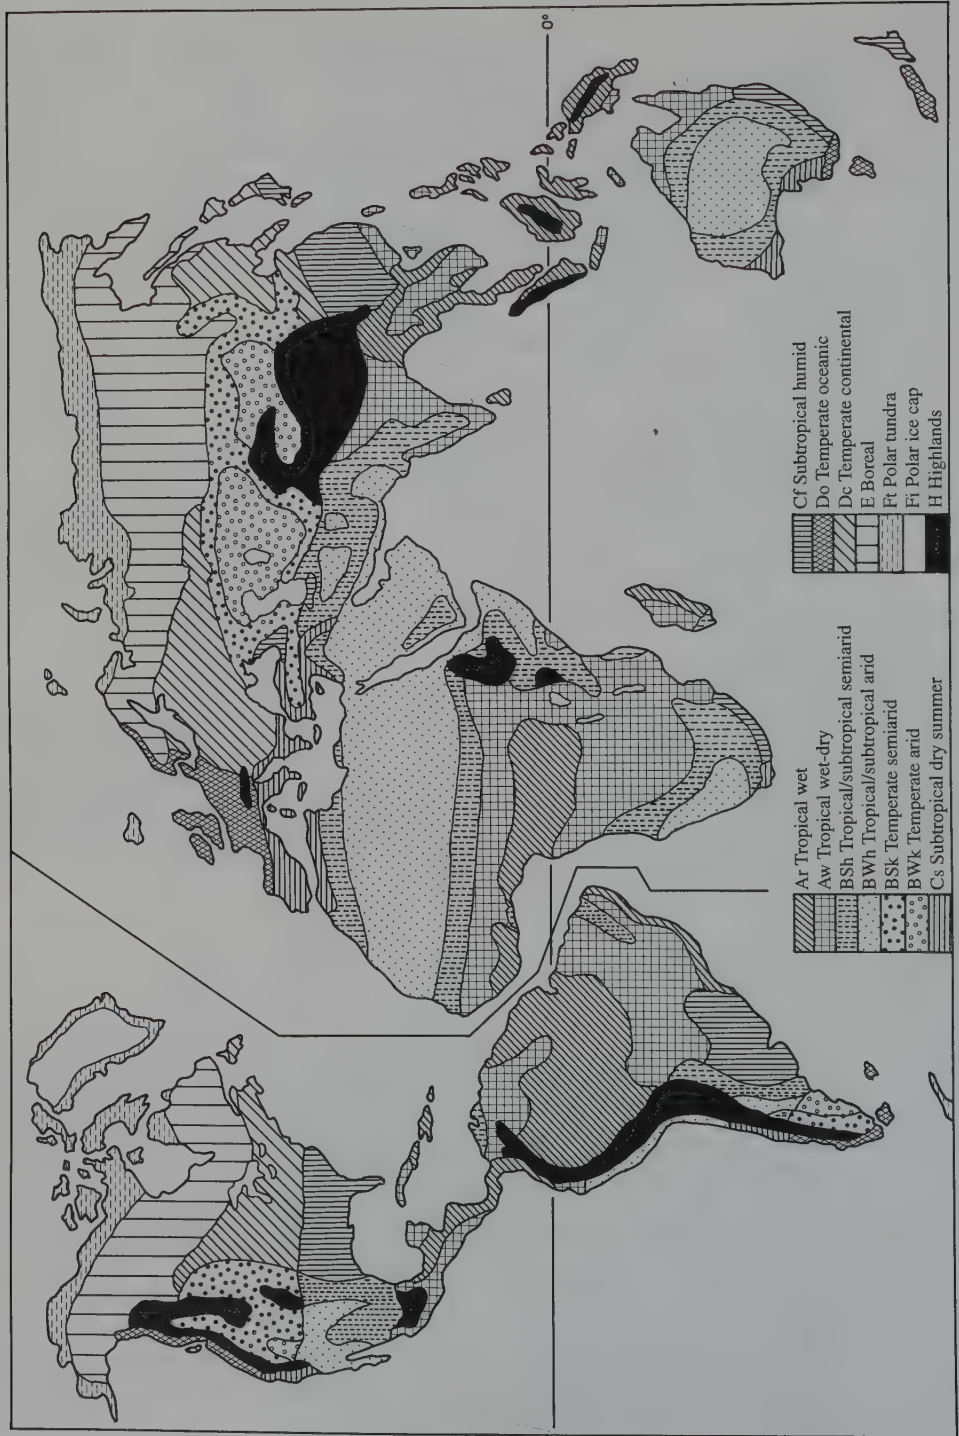 0°
Ar Tropical wet
Aw Tropical wet-dry
BSh Tropical/subtropical semiarid
BWh Tropical/subtropical arid
BSk Temperate semiarid
BWk Temperate arid
Cs Subtropical dry summer
Cf Subtropical humid
Do Temperate oceanic
Dc Temperate continental
E Boreal
Ft Polar tundra
Fi Polar ice cap
H Highlands